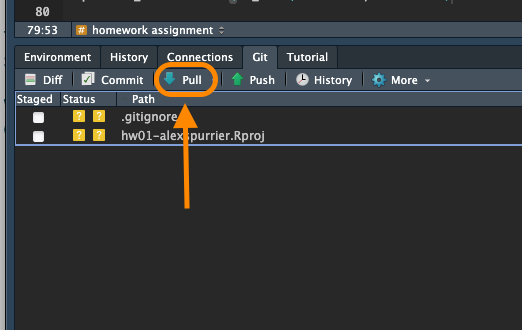 80
79:53 # homework assignment
Environment History Connections Git Tutorial
Diff Commit Pull Push History More
Staged Status Path
? ? .gitignore
? ? hw01-alexspurrier.Rproj